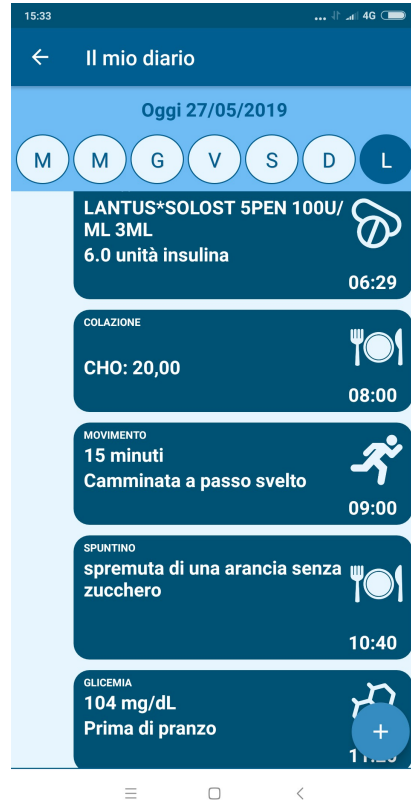 15:33
... 4G
Il mio diario
Oggi 27/05/2019
M M G V S D L
LANTUS*SOLOST 5PEN 100U/
ML 3ML
6.0 unità insulina
06:29
COLAZIONE
CHO: 20,00
08:00
MOVIMENTO
15 minuti
Camminata a passo svelto
09:00
SPUNTINO
spremuta di una arancia senza
zucchero
10:40
GLICEMIA
104 mg/dL
Prima di pranzo
+